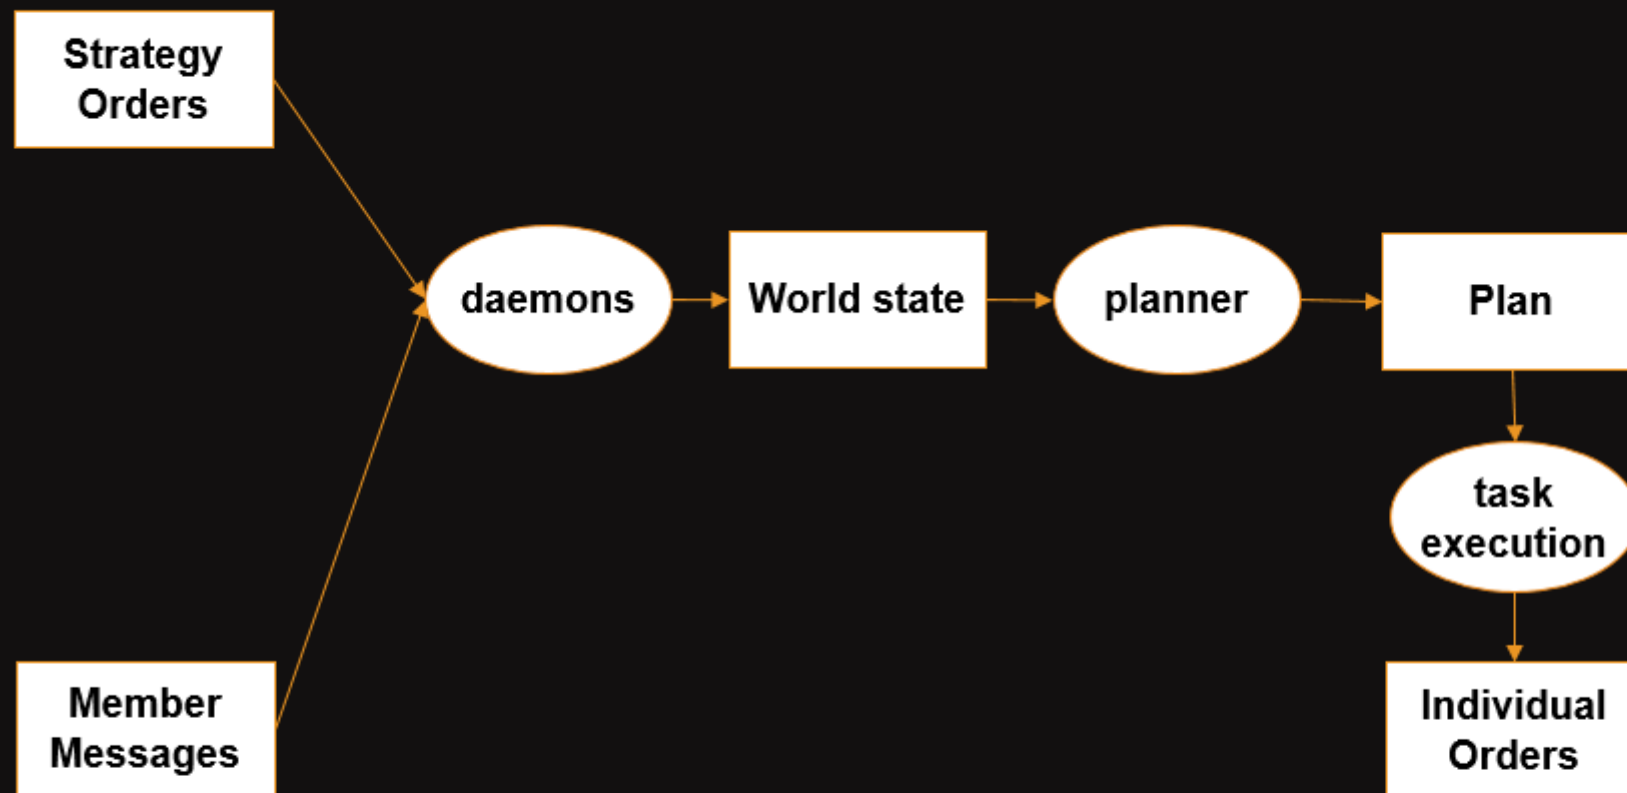 Strategy
Orders
daemons
World state
planner
Plan
task
execution
Member
Messages
Individual
Orders